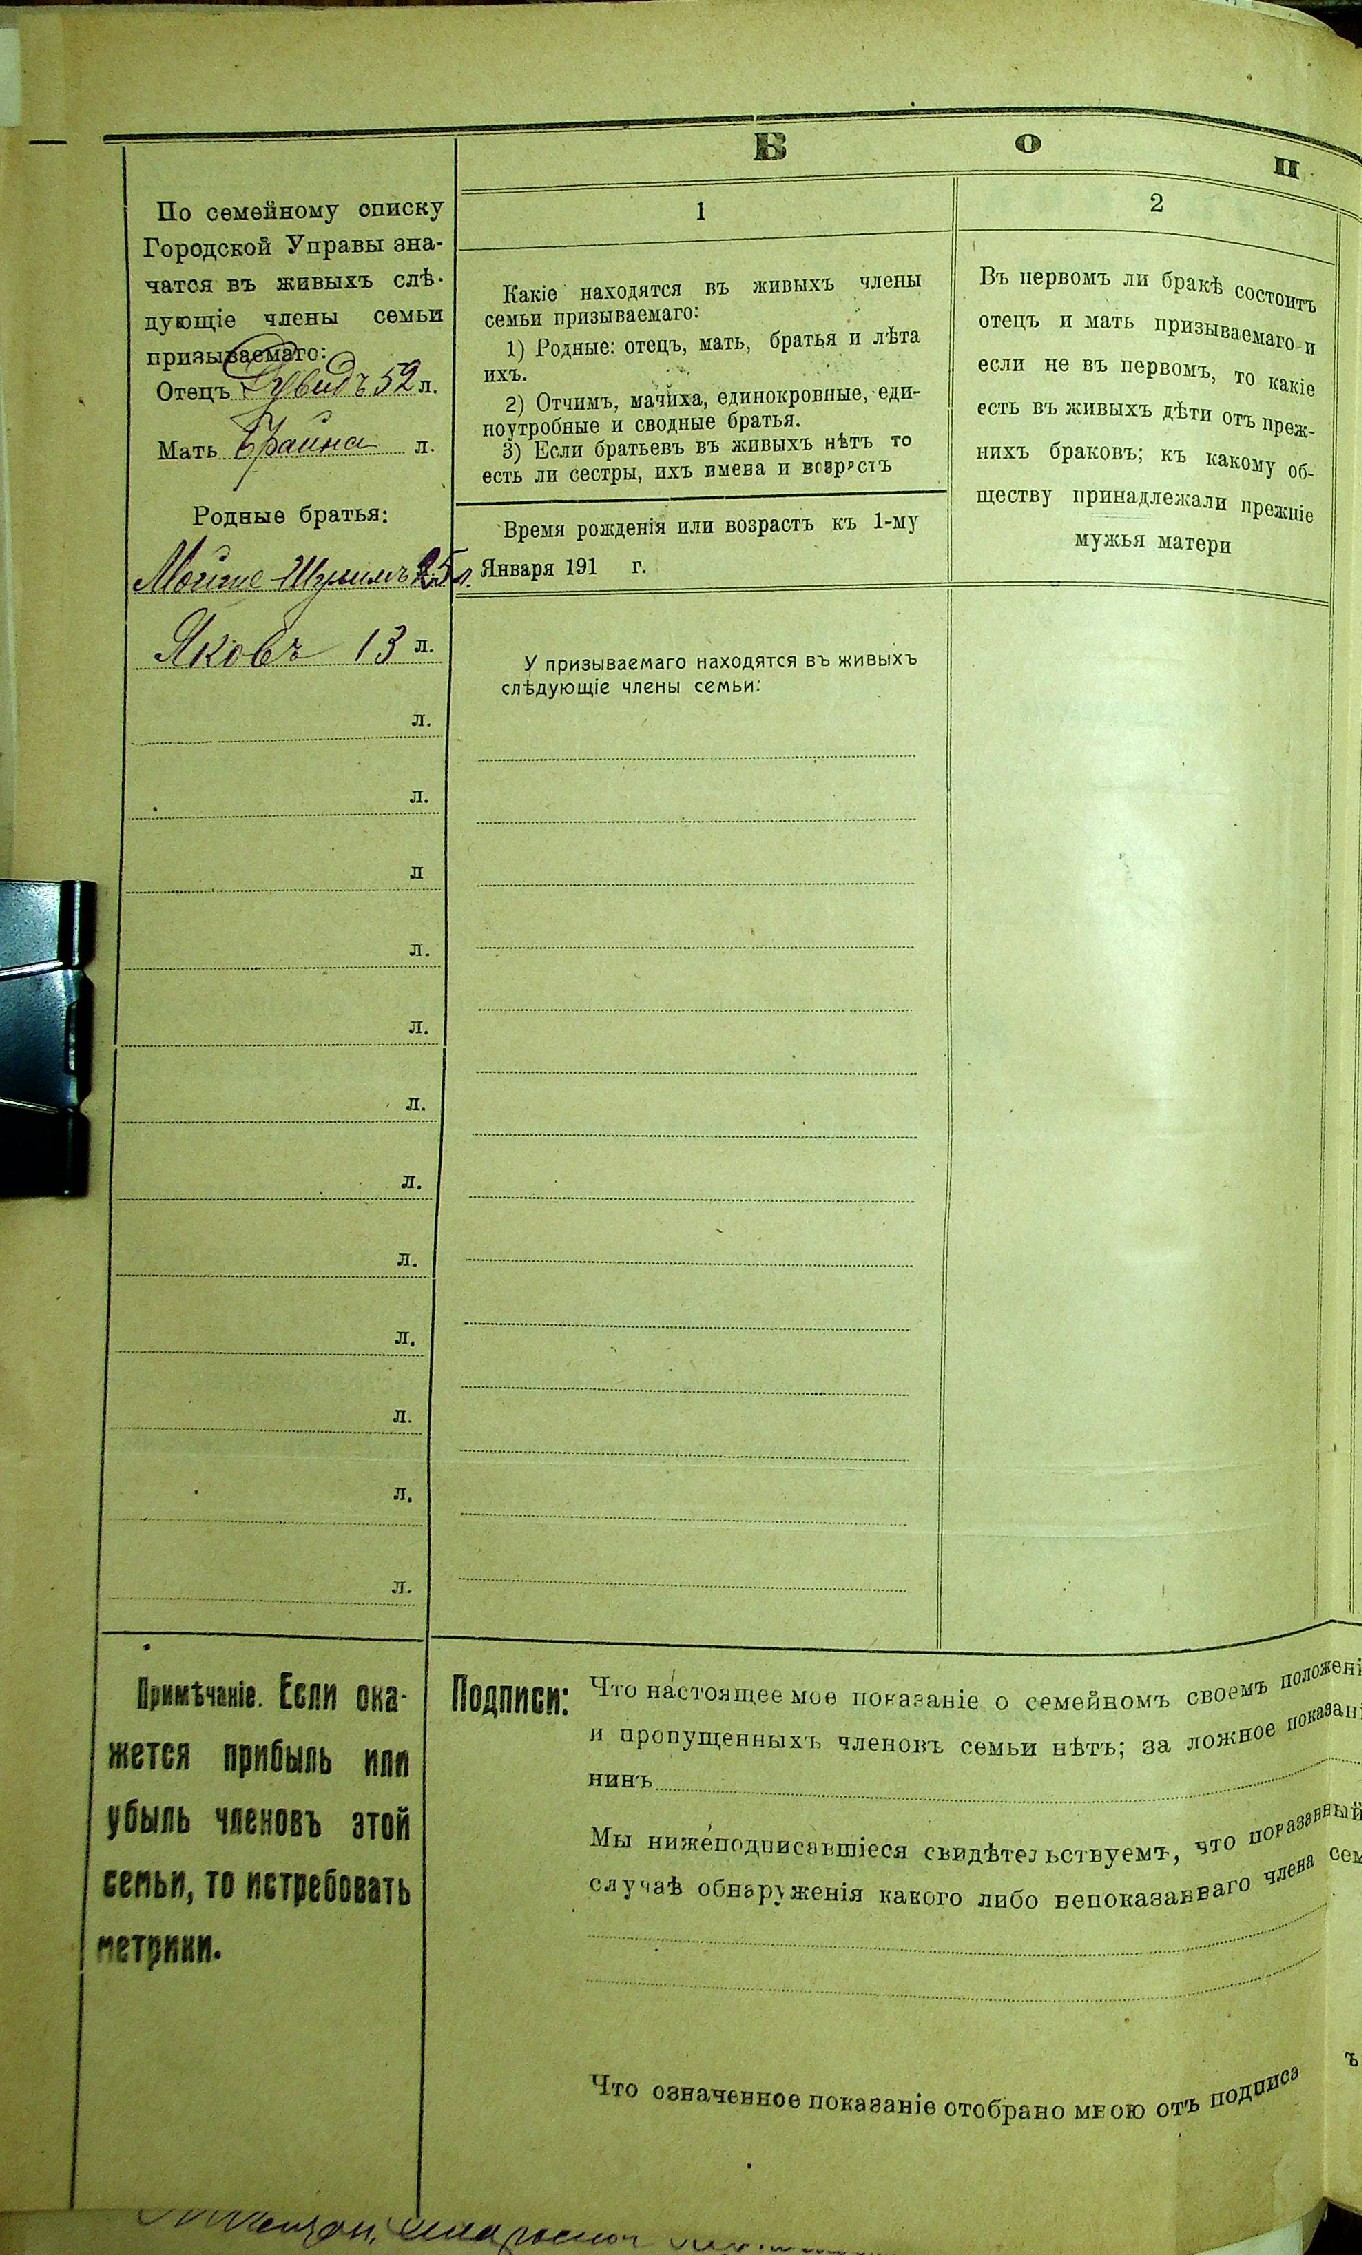 В о п
По семейному списку
Городской Управы зна-
чатся въ живыхъ слѣ-
дующіе члены семьи
призываемаго:
Отецъ Дувидъ 52 л.
Мать Брайна л.
Родные братья:
Мойше-Шулимъ 25 л.
Яковъ 13 л.
л.
л.
л
л.
л.
л.
л.
л.
л.
л.
л.
л.
1
Какіе находятся въ живыхъ члены
семьи призываемаго:
1) Родные: отецъ, мать, братья и лѣта
ихъ.
2) Отчимъ, мачиха, единокровные, еди-
ноутробные и сводные братья.
3) Если братьевъ въ живыхъ нѣтъ то
есть ли сестры, ихъ имена и возрастъ
Время рожденія или возрастъ къ 1-му
Января 191 г.
У призываемаго находятся въ живыхъ
слѣдующіе члены семьи:
2
Въ первомъ ли бракѣ состоитъ
отецъ и мать призываемаго и
если не въ первомъ, то какіе
есть въ живыхъ дѣти отъ преж-
нихъ браковъ; къ какому об-
ществу принадлежали прежніе
мужья матери
Примѣчаніе. Если ока-
жется прибыль или
убыль членовъ этой
семьи, то истребовать
метрики.
Подписи: Что настоящее мое показаніе о семейномъ своемъ положені
и пропущенныхъ членовъ семьи нѣтъ; за ложное показані
нинъ
Мы нижеподписавшіеся свидѣтельствуемъ, что показанный
случаѣ обнаруженія какого либо непоказаннаго члена сем
Что означенное показаніе отобрано мною отъ подписа
ъ